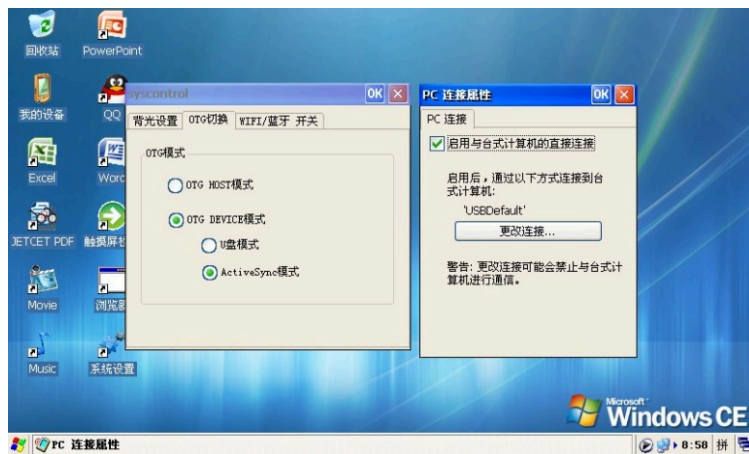 回收站
PowerPoint
我的设备
QQ
Excel
Word
JETCET PDF
触摸屏校
Movie
浏览器
Music
系统设置
syscontrol
OK
背光设置
OTG切换
WIFI/蓝牙 开关
OTG模式
OTG HOST模式
OTG DEVICE模式
U盘模式
ActiveSync模式
PC 连接属性
OK
PC 连接
启用与台式计算机的直接连接
启用后，通过以下方式连接到台
式计算机:
'USBDefault'
更改连接...
警告: 更改连接可能会禁止与台式计
算机进行通信。
Microsoft
Windows CE
PC 连接属性
8:58
拼